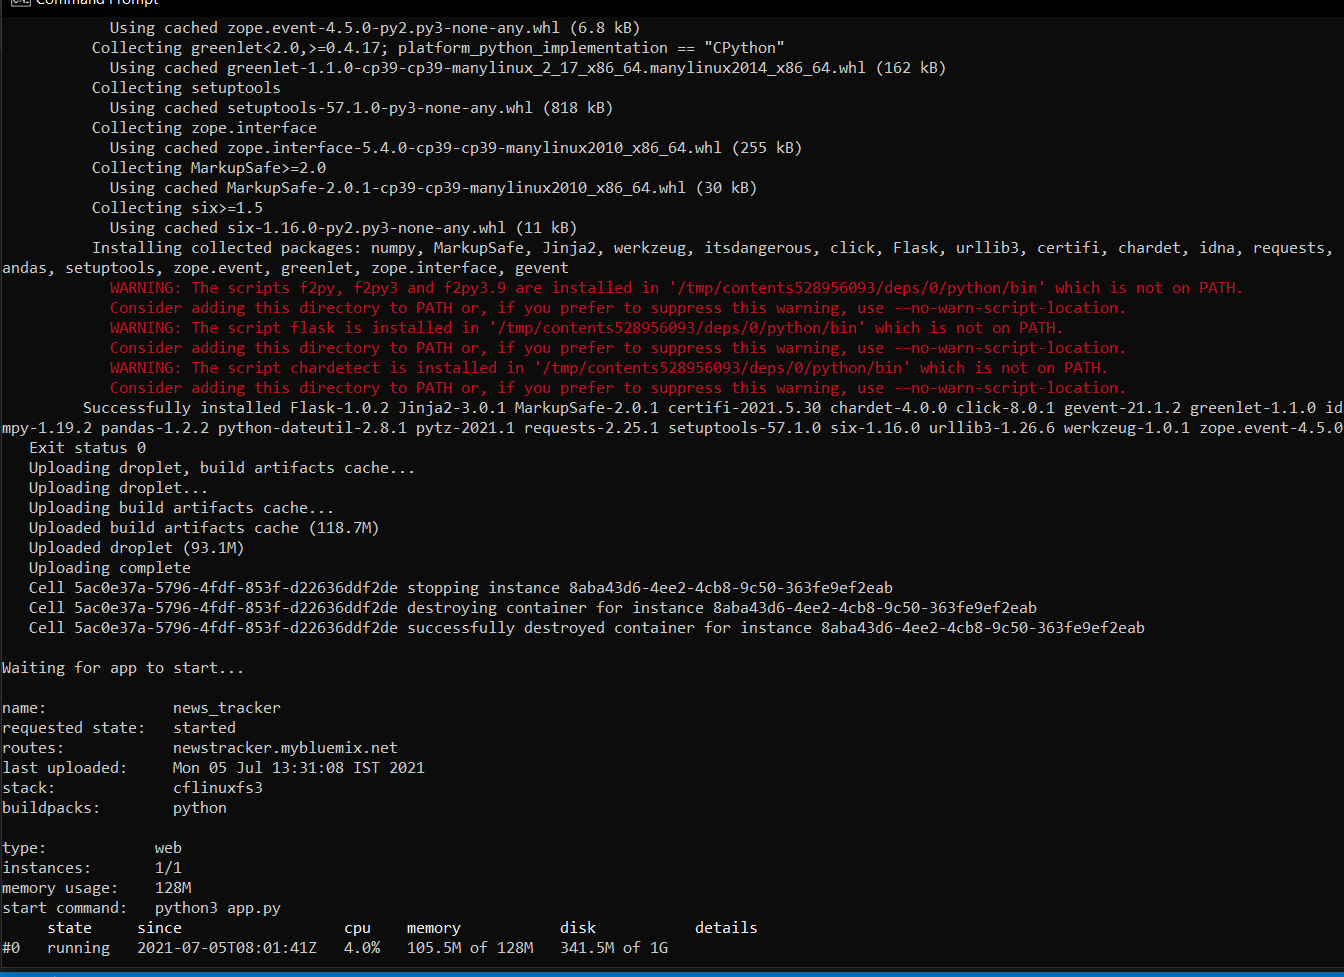 Command Prompt
Using cached zope.event-4.5.0-py2.py3-none-any.whl (6.8 kB)
Collecting greenlet<2.0,>=0.4.17; platform_python_implementation == "CPython"
Using cached greenlet-1.1.0-cp39-cp39-manylinux_2_17_x86_64.manylinux2014_x86_64.whl (162 kB)
Collecting setuptools
Using cached setuptools-57.1.0-py3-none-any.whl (818 kB)
Collecting zope.interface
Using cached zope.interface-5.4.0-cp39-cp39-manylinux2010_x86_64.whl (255 kB)
Collecting MarkupSafe>=2.0
Using cached MarkupSafe-2.0.1-cp39-cp39-manylinux2010_x86_64.whl (30 kB)
Collecting six>=1.5
Using cached six-1.16.0-py2.py3-none-any.whl (11 kB)
Installing collected packages: numpy, MarkupSafe, Jinja2, werkzeug, itsdangerous, click, Flask, urllib3, certifi, chardet, idna, requests,
andas, setuptools, zope.event, greenlet, zope.interface, gevent
WARNING: The scripts f2py, f2py3 and f2py3.9 are installed in '/tmp/contents528956093/deps/0/python/bin' which is not on PATH.
Consider adding this directory to PATH or, if you prefer to suppress this warning, use --no-warn-script-location.
WARNING: The script flask is installed in '/tmp/contents528956093/deps/0/python/bin' which is not on PATH.
Consider adding this directory to PATH or, if you prefer to suppress this warning, use --no-warn-script-location.
WARNING: The script chardetect is installed in '/tmp/contents528956093/deps/0/python/bin' which is not on PATH.
Consider adding this directory to PATH or, if you prefer to suppress this warning, use --no-warn-script-location.
Successfully installed Flask-1.0.2 Jinja2-3.0.1 MarkupSafe-2.0.1 certifi-2021.5.30 chardet-4.0.0 click-8.0.1 gevent-21.1.2 greenlet-1.1.0 id
mpy-1.19.2 pandas-1.2.2 python-dateutil-2.8.1 pytz-2021.1 requests-2.25.1 setuptools-57.1.0 six-1.16.0 urllib3-1.26.6 werkzeug-1.0.1 zope.event-4.5.0
Exit status 0
Uploading droplet, build artifacts cache...
Uploading droplet...
Uploading build artifacts cache...
Uploaded build artifacts cache (118.7M)
Uploaded droplet (93.1M)
Uploading complete
Cell 5ac0e37a-5796-4fdf-853f-d22636ddf2de stopping instance 8aba43d6-4ee2-4cb8-9c50-363fe9ef2eab
Cell 5ac0e37a-5796-4fdf-853f-d22636ddf2de destroying container for instance 8aba43d6-4ee2-4cb8-9c50-363fe9ef2eab
Cell 5ac0e37a-5796-4fdf-853f-d22636ddf2de successfully destroyed container for instance 8aba43d6-4ee2-4cb8-9c50-363fe9ef2eab
Waiting for app to start...
name: news_tracker
requested state: started
routes: newstracker.mybluemix.net
last uploaded: Mon 05 Jul 13:31:08 IST 2021
stack: cflinuxfs3
buildpacks: python
type: web
instances: 1/1
memory usage: 128M
start command: python3 app.py
state since cpu memory disk details
#0 running 2021-07-05T08:01:41Z 4.0% 105.5M of 128M 341.5M of 1G